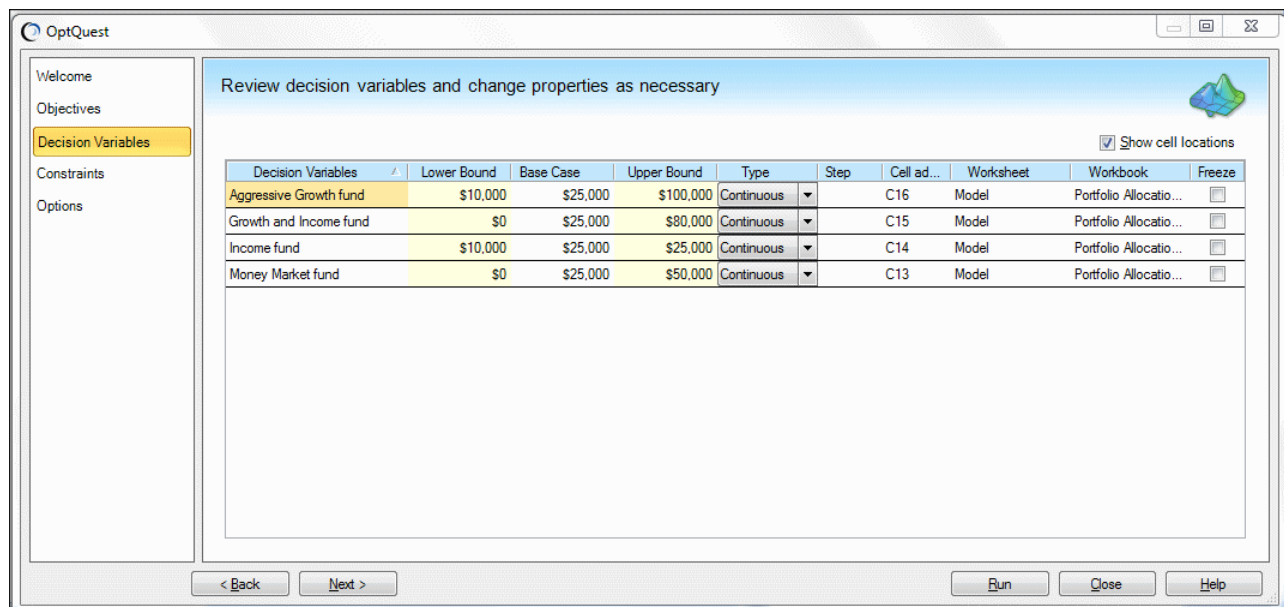 OptQuest
Welcome
Objectives
Decision Variables
Constraints
Options
Review decision variables and change properties as necessary
Show cell locations
Decision Variables Lower Bound Base Case Upper Bound Type Step Cell ad... Worksheet Workbook Freeze
Aggressive Growth fund $10,000 $25,000 $100,000 Continuous C16 Model Portfolio Allocatio...
Growth and Income fund $0 $25,000 $80,000 Continuous C15 Model Portfolio Allocatio...
Income fund $10,000 $25,000 $25,000 Continuous C14 Model Portfolio Allocatio...
Money Market fund $0 $25,000 $50,000 Continuous C13 Model Portfolio Allocatio...
< Back Next > Run Close Help